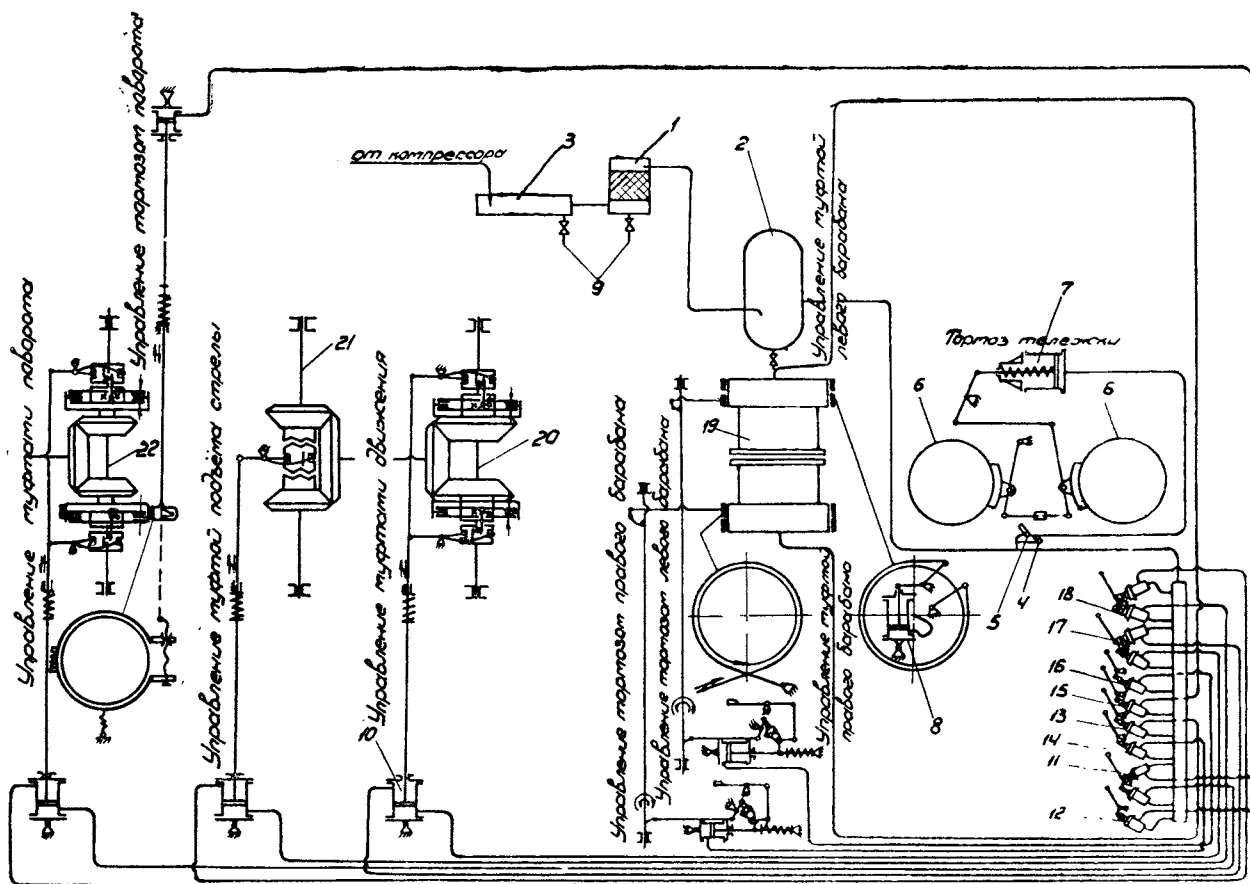 Управление муфтами поворота
Управление тормозом поворота
Управление муфтой подъёма стрелы
Управление муфтами движения
от компрессора
Управление муфтой
левого барабана
Тормоз тележки
Управление тормозом правого барабана
Управление тормозом левого барабана
Управление муфтой
правого барабана
1
2
3
9
7
6
6
5
4
22
21
20
19
10
8
18
17
16
15
13
14
11
12